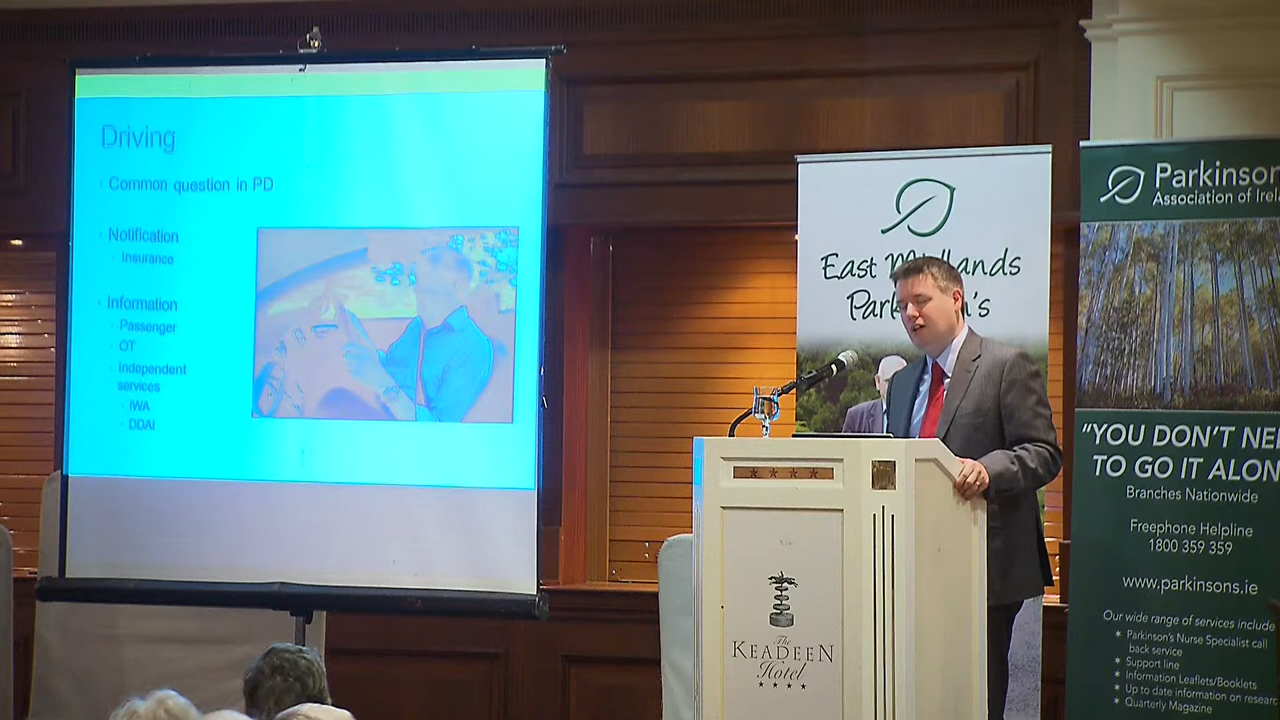 Driving
Common question in PD
Notification
Insurance
Information
Passenger
OT
Independent
services
IWA
DDAI
East Midlands
The
KEADEEN
Hotel
Parkinson
Association of Irela
"YOU DON'T NE
TO GO IT ALON
Branches Nationwide
Freephone Helpline
1800 359 359
www.parkinsons.ie
Our wide range of services include
Parkinson's Nurse Specialist call
back service
Support line
Information Leaflets/Booklets
Up to date information on resear
Quarterly Magazine